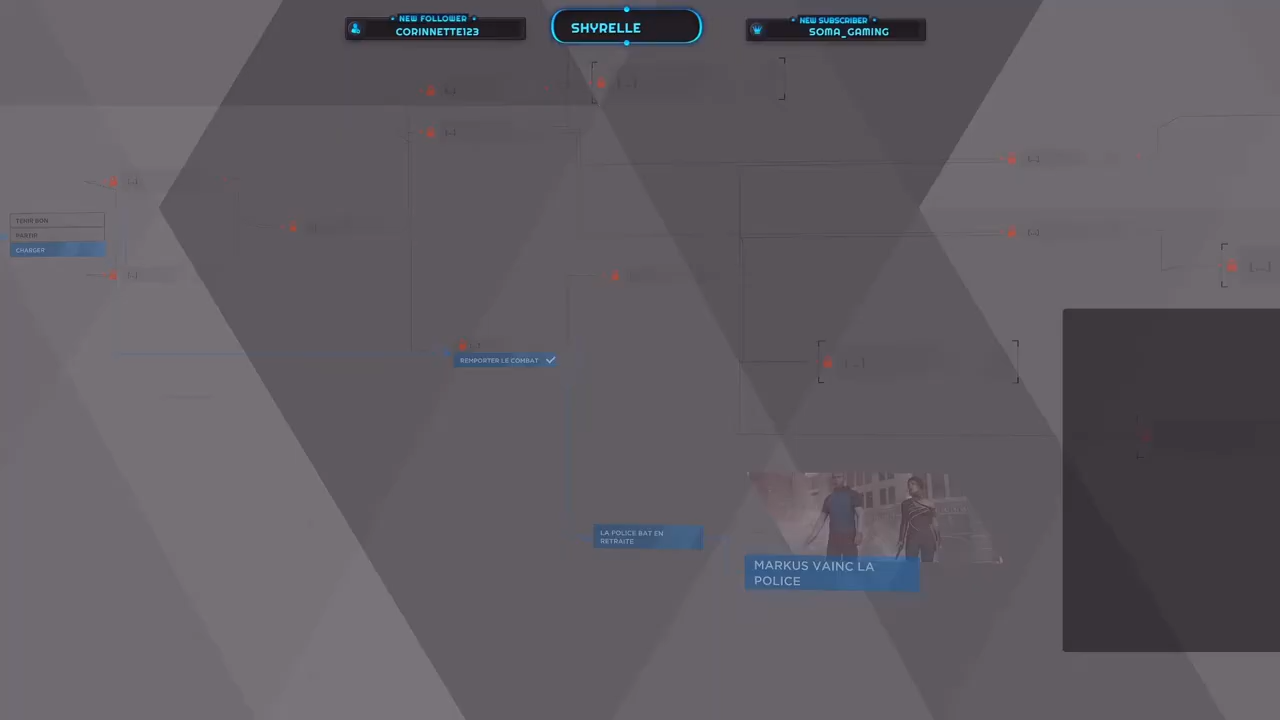 NEW FOLLOWER
CORINNETTE123
SHYRELLE
NEW SUBSCRIBER
SOMA_GAMING
[...]
[...]
[...]
[...]
[...]
TENIR BON
PARTIR
CHARGER
[...]
[...]
[...]
[...]
REMPORTER LE COMBAT
[...]
LA POLICE BAT EN
RETRAITE
MARKUS VAINC LA
POLICE